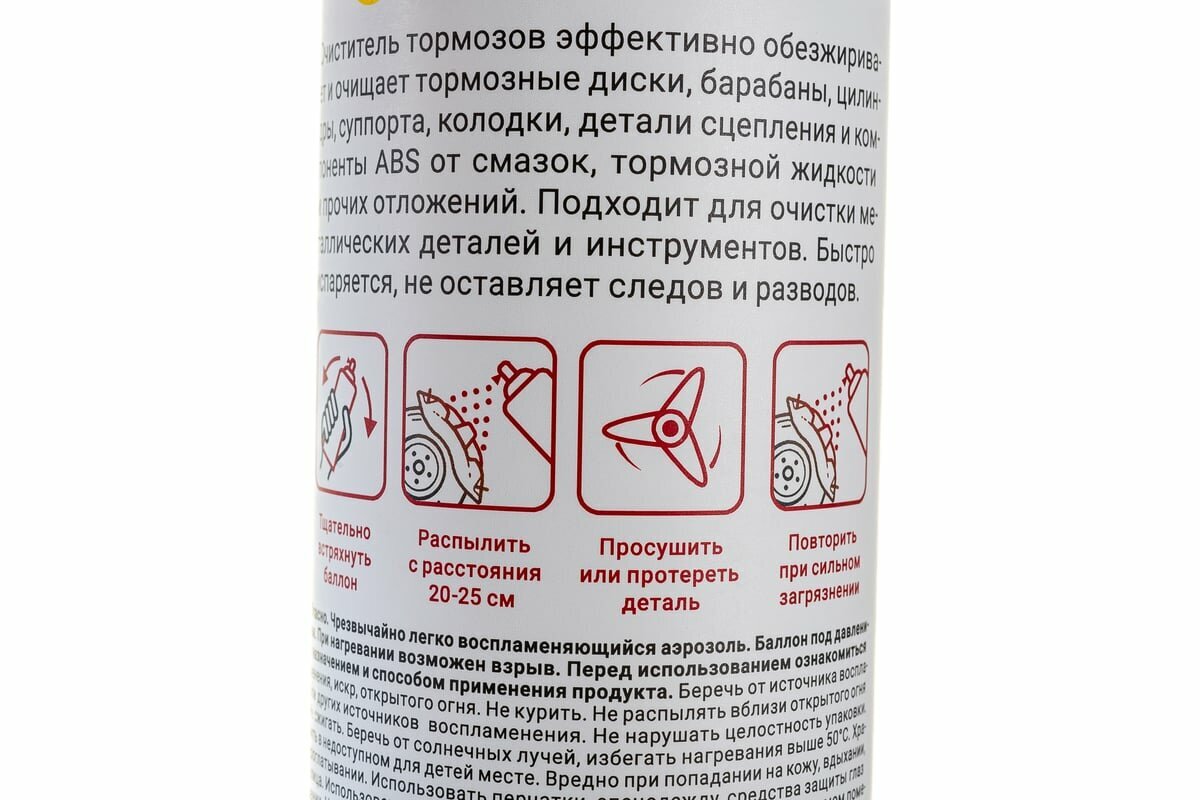 Очиститель тормозов эффективно обезжирива-
ет и очищает тормозные диски, барабаны, цилин-
дры, суппорта, колодки, детали сцепления и ком-
поненты ABS от смазок, тормозной жидкости
и прочих отложений. Подходит для очистки ме-
таллических деталей и инструментов. Быстро
испаряется, не оставляет следов и разводов.
Тщательно
встряхнуть
баллон
Распылить
с расстояния
20-25 см
Просушить
или протереть
деталь
Повторить
при сильном
загрязнении
Чрезвычайно легко воспламеняющийся аэрозоль. Баллон под давлени-
При нагревании возможен взрыв. Перед использованием ознакомиться
и способом применения продукта. Беречь от источника воспла-
искр, открытого огня. Не курить. Не распылять вблизи открытого огня
других источников воспламенения. Не нарушать целостность упаковки,
сжигать. Беречь от солнечных лучей, избегать нагревания выше 50°C. Хра-
в недоступном для детей месте. Вредно при попадании на кожу, вдыхании,
Использовать перчатки, спецодежду, средства защиты глаз